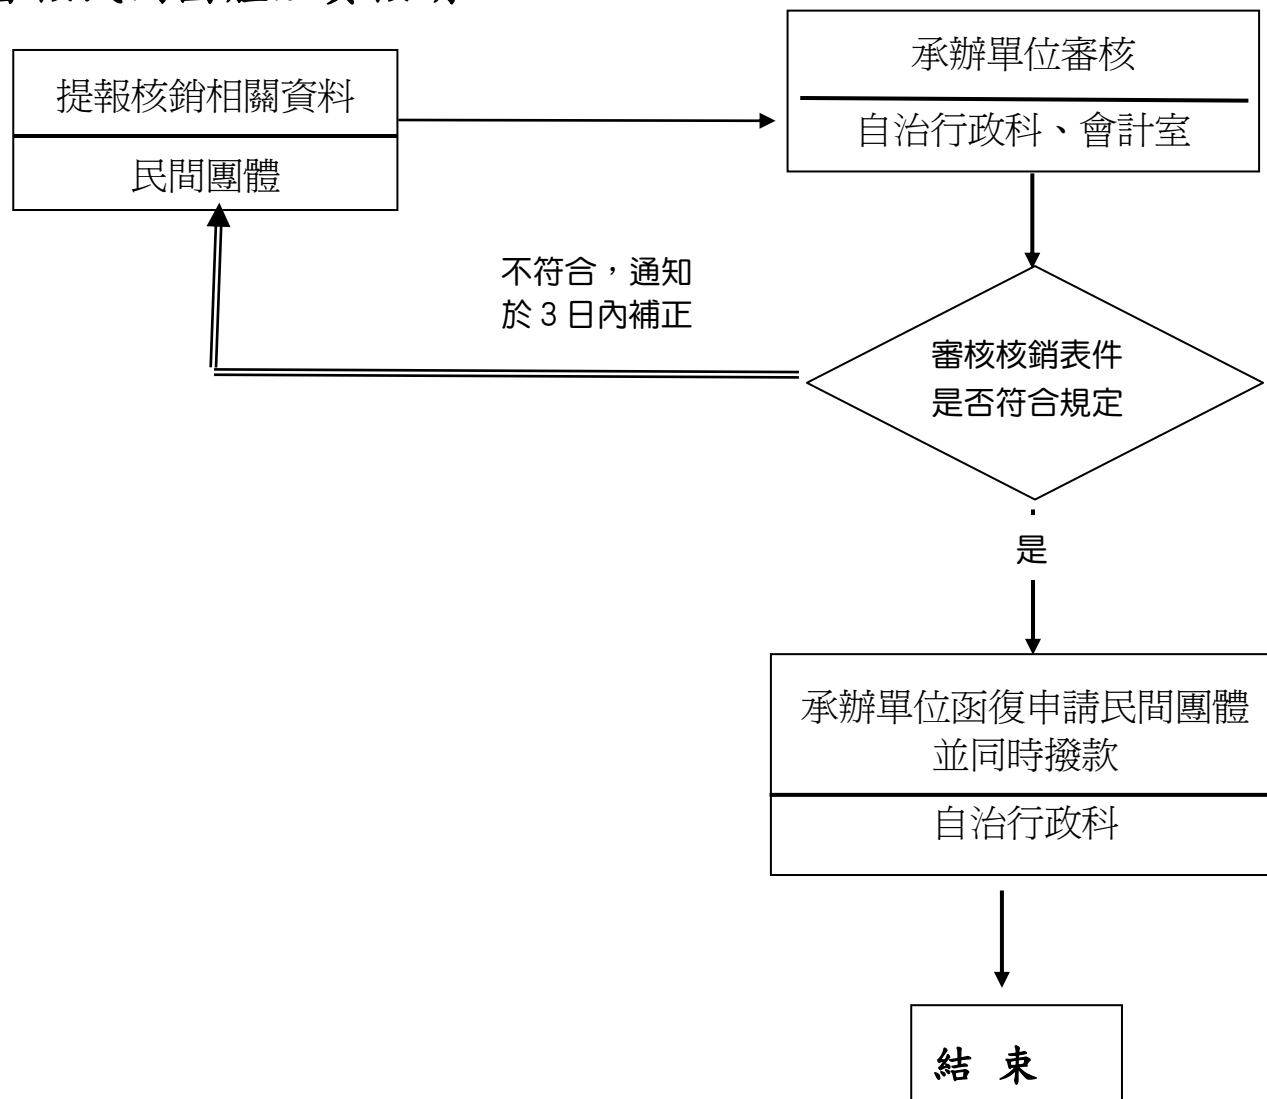 提報核銷相關資料
民間團體
承辦單位審核
自治行政科、會計室
不符合，通知
於 3 日內補正
審核核銷表件
是否符合規定
是
承辦單位函復申請民間團體
並同時撥款
自治行政科
結 束